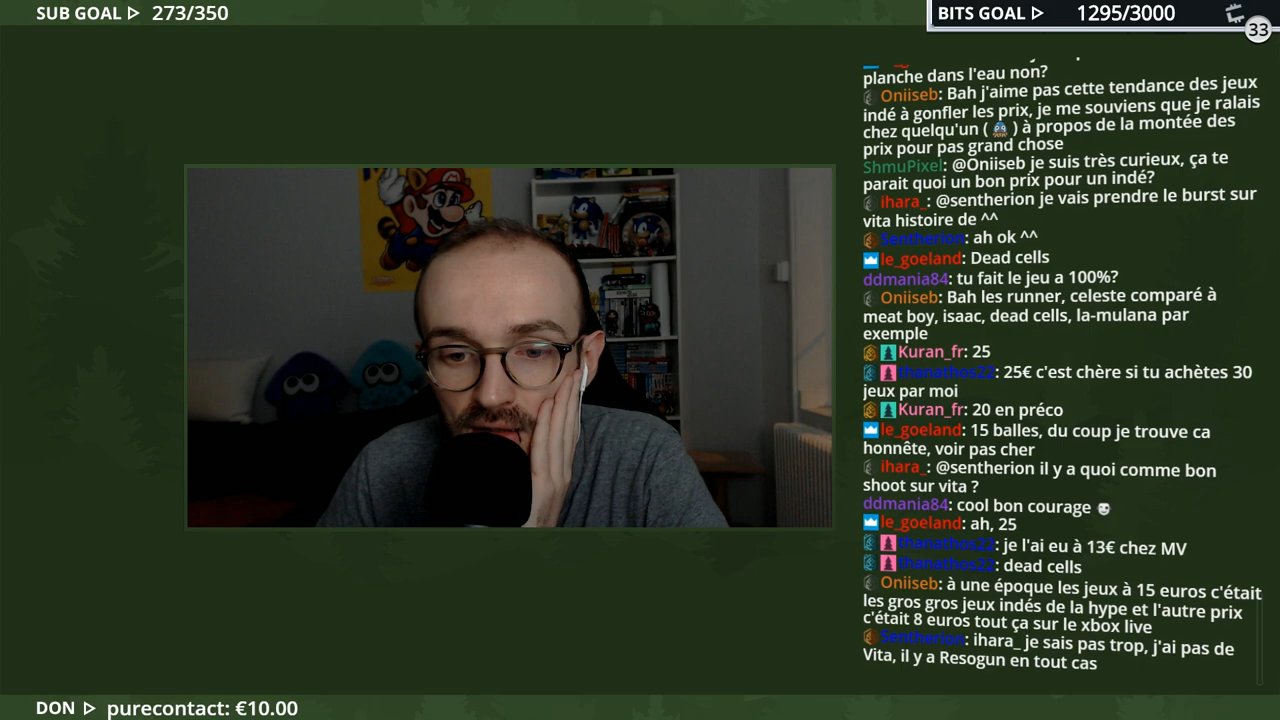 SUB GOAL ▷ 273/350
BITS GOAL ▷ 1295/3000
33
planche dans l'eau non?
Oniiseb: Bah j'aime pas cette tendance des jeux
indé à gonfler les prix, je me souviens que je ralais
chez quelqu'un ( ) à propos de la montée des
prix pour pas grand chose
ShmuPixel: @Oniiseb je suis très curieux, ça te
parait quoi un bon prix pour un indé?
ihara_: @sentherion je vais prendre le burst sur
vita histoire de ^^
Sentherion: ah ok ^^
le_goeland: Dead cells
ddmania84: tu fait le jeu a 100%?
Oniiseb: Bah les runner, celeste comparé à
meat boy, isaac, dead cells, la-mulana par
exemple
Kuran_fr: 25
thanathos22: 25€ c'est chère si tu achètes 30
jeux par moi
Kuran_fr: 20 en préco
le_goeland: 15 balles, du coup je trouve ca
honnête, voir pas cher
ihara_: @sentherion il y a quoi comme bon
shoot sur vita ?
ddmania84: cool bon courage
le_goeland: ah, 25
thanathos22: je l'ai eu à 13€ chez MV
thanathos22: dead cells
Oniiseb: à une époque les jeux à 15 euros c'était
les gros gros jeux indés de la hype et l'autre prix
c'était 8 euros tout ça sur le xbox live
Sentherion: ihara_ je sais pas trop, j'ai pas de
Vita, il y a Resogun en tout cas
DON ▷ purecontact: €10.00